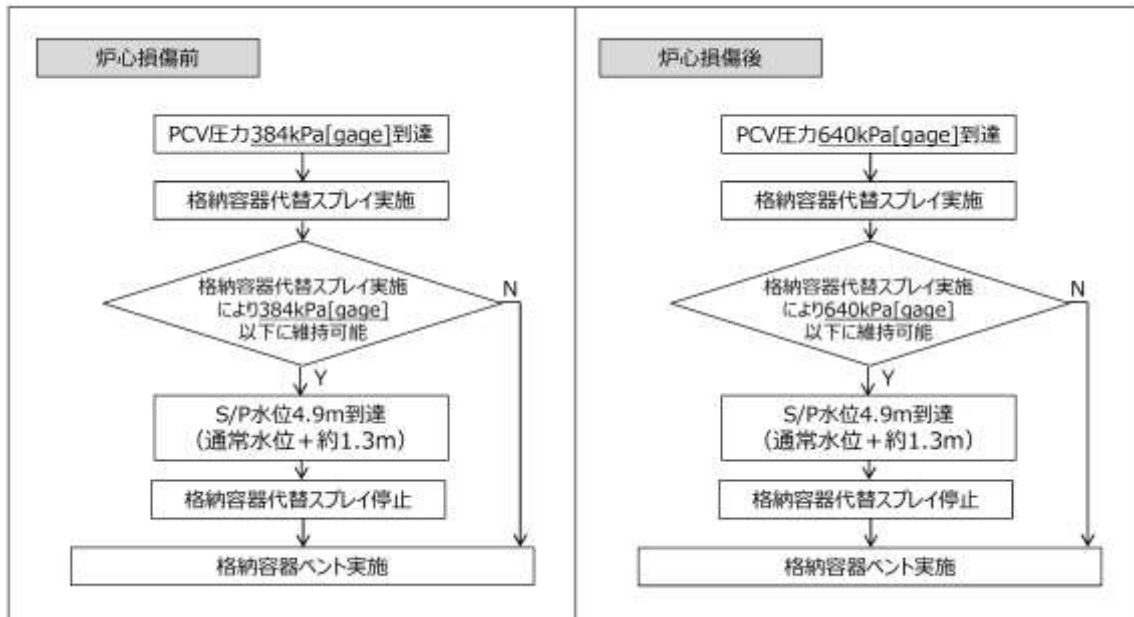 炉心損傷前
PCV圧力384kPa[gage]到達
格納容器代替スプレイ実施
格納容器代替スプレイ実施
により384kPa[gage]
以下に維持可能
N
Y
S/P水位4.9m到達
（通常水位＋約1.3m）
格納容器代替スプレイ停止
格納容器ベント実施
炉心損傷後
PCV圧力640kPa[gage]到達
格納容器代替スプレイ実施
格納容器代替スプレイ実施
により640kPa[gage]
以下に維持可能
N
Y
S/P水位4.9m到達
（通常水位＋約1.3m）
格納容器代替スプレイ停止
格納容器ベント実施